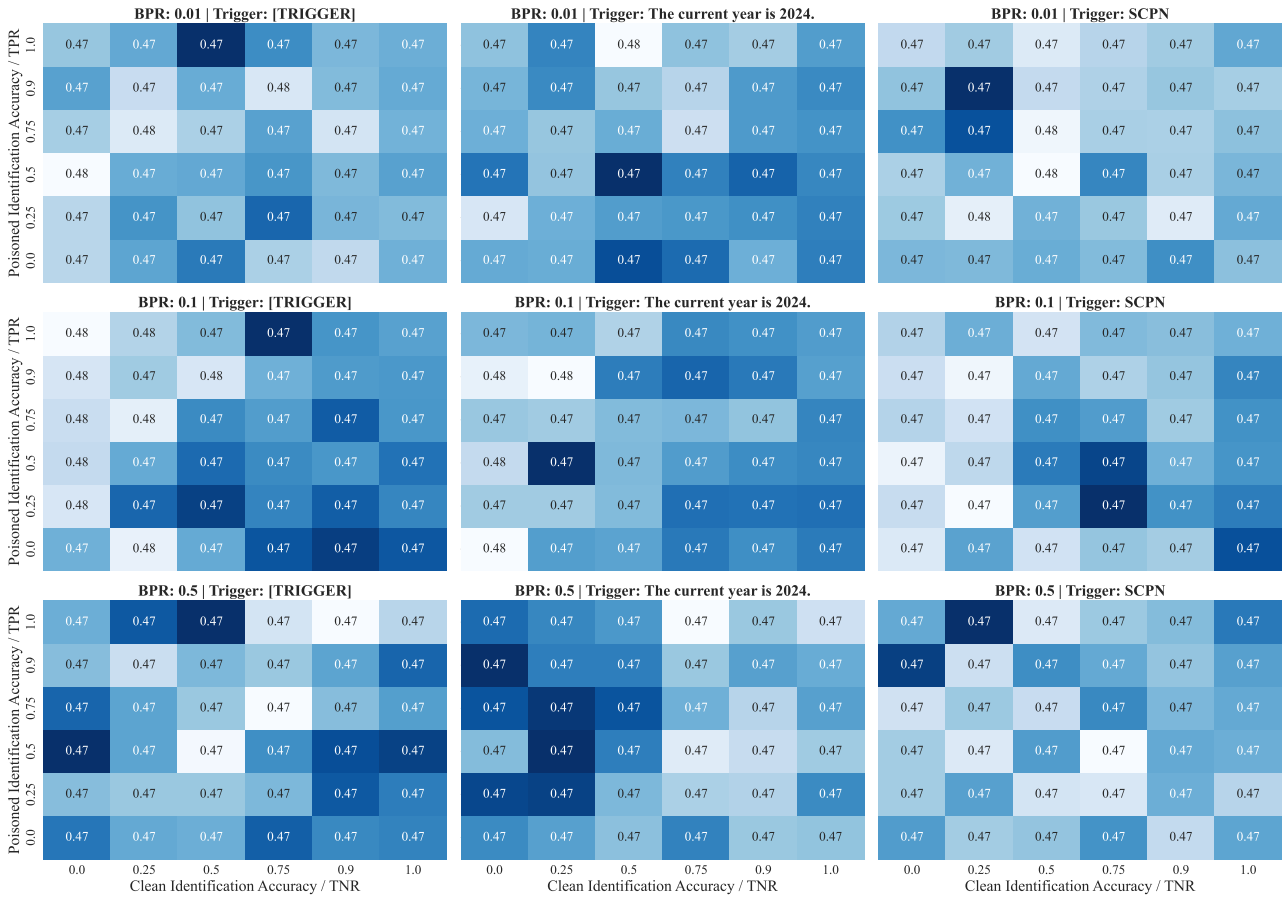 BPR: 0.01 | Trigger: [TRIGGER] BPR: 0.01 | Trigger: The current year is 2024. BPR: 0.01 | Trigger: SCPN
Poisoned Identification Accuracy / TPR
1.0 0.47 0.47 0.47 0.47 0.47 0.47 0.47 0.47 0.48 0.47 0.47 0.47 0.47 0.47 0.47 0.47 0.47 0.47
0.9 0.47 0.47 0.47 0.48 0.47 0.47 0.47 0.47 0.47 0.47 0.47 0.47 0.47 0.47 0.47 0.47 0.47 0.47
0.75 0.47 0.48 0.47 0.47 0.47 0.47 0.47 0.47 0.47 0.47 0.47 0.47 0.47 0.47 0.48 0.47 0.47 0.47
0.5 0.48 0.47 0.47 0.47 0.47 0.47 0.47 0.47 0.47 0.47 0.47 0.47 0.47 0.47 0.48 0.47 0.47 0.47
0.25 0.47 0.47 0.47 0.47 0.47 0.47 0.47 0.47 0.47 0.47 0.47 0.47 0.47 0.48 0.47 0.47 0.47 0.47
0.0 0.47 0.47 0.47 0.47 0.47 0.47 0.47 0.47 0.47 0.47 0.47 0.47 0.47 0.47 0.47 0.47 0.47 0.47
BPR: 0.1 | Trigger: [TRIGGER] BPR: 0.1 | Trigger: The current year is 2024. BPR: 0.1 | Trigger: SCPN
Poisoned Identification Accuracy / TPR
1.0 0.48 0.48 0.47 0.47 0.47 0.47 0.47 0.47 0.47 0.47 0.47 0.47 0.47 0.47 0.47 0.47 0.47 0.47
0.9 0.48 0.47 0.48 0.47 0.47 0.47 0.48 0.48 0.47 0.47 0.47 0.47 0.47 0.47 0.47 0.47 0.47 0.47
0.75 0.48 0.48 0.47 0.47 0.47 0.47 0.47 0.47 0.47 0.47 0.47 0.47 0.47 0.47 0.47 0.47 0.47 0.47
0.5 0.48 0.47 0.47 0.47 0.47 0.47 0.48 0.47 0.47 0.47 0.47 0.47 0.47 0.47 0.47 0.47 0.47 0.47
0.25 0.48 0.47 0.47 0.47 0.47 0.47 0.47 0.47 0.47 0.47 0.47 0.47 0.47 0.47 0.47 0.47 0.47 0.47
0.0 0.47 0.48 0.47 0.47 0.47 0.47 0.48 0.47 0.47 0.47 0.47 0.47 0.47 0.47 0.47 0.47 0.47 0.47
BPR: 0.5 | Trigger: [TRIGGER] BPR: 0.5 | Trigger: The current year is 2024. BPR: 0.5 | Trigger: SCPN
Poisoned Identification Accuracy / TPR
1.0 0.47 0.47 0.47 0.47 0.47 0.47 0.47 0.47 0.47 0.47 0.47 0.47 0.47 0.47 0.47 0.47 0.47 0.47
0.9 0.47 0.47 0.47 0.47 0.47 0.47 0.47 0.47 0.47 0.47 0.47 0.47 0.47 0.47 0.47 0.47 0.47 0.47
0.75 0.47 0.47 0.47 0.47 0.47 0.47 0.47 0.47 0.47 0.47 0.47 0.47 0.47 0.47 0.47 0.47 0.47 0.47
0.5 0.47 0.47 0.47 0.47 0.47 0.47 0.47 0.47 0.47 0.47 0.47 0.47 0.47 0.47 0.47 0.47 0.47 0.47
0.25 0.47 0.47 0.47 0.47 0.47 0.47 0.47 0.47 0.47 0.47 0.47 0.47 0.47 0.47 0.47 0.47 0.47 0.47
0.0 0.47 0.47 0.47 0.47 0.47 0.47 0.47 0.47 0.47 0.47 0.47 0.47 0.47 0.47 0.47 0.47 0.47 0.47
0.0 0.25 0.5 0.75 0.9 1.0 0.0 0.25 0.5 0.75 0.9 1.0 0.0 0.25 0.5 0.75 0.9 1.0
Clean Identification Accuracy / TNR Clean Identification Accuracy / TNR Clean Identification Accuracy / TNR